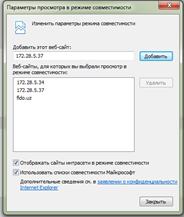 Параметры просмотра в режиме совместимости
Изменить параметры режима совместимости
Добавить этот веб-сайт:
172.28.5.37
Добавить
Веб-сайты, для которых вы выбрали просмотр в
режиме совместимости:
172.28.5.34
172.28.5.37
fido.uz
Удалить
Отображать сайты интрасети в режиме совместимости
Использовать списки совместимости Майкрософт
Дополнительные сведения см. в заявлении о конфиденциальности
Internet Explorer
Закрыть